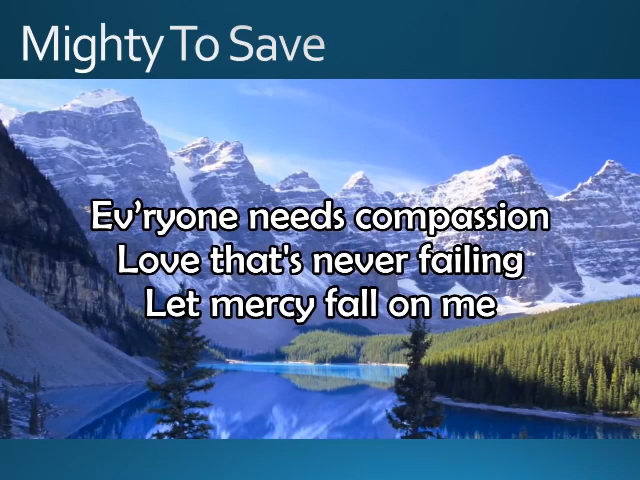 Mighty To Save
Ev’ryone needs compassion
Love that's never failing
Let mercy fall on me